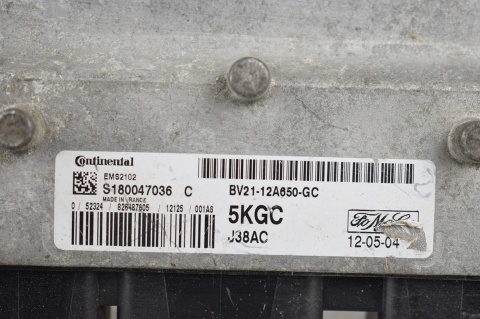 Continental
EMS2102
S180047036 C
MADE IN FRANCE
0 / 52324 / 826487605 / 12125 / 001A8
BV21-12A650-GC
5KGC
J38AC
FoMoCo
12-05-04